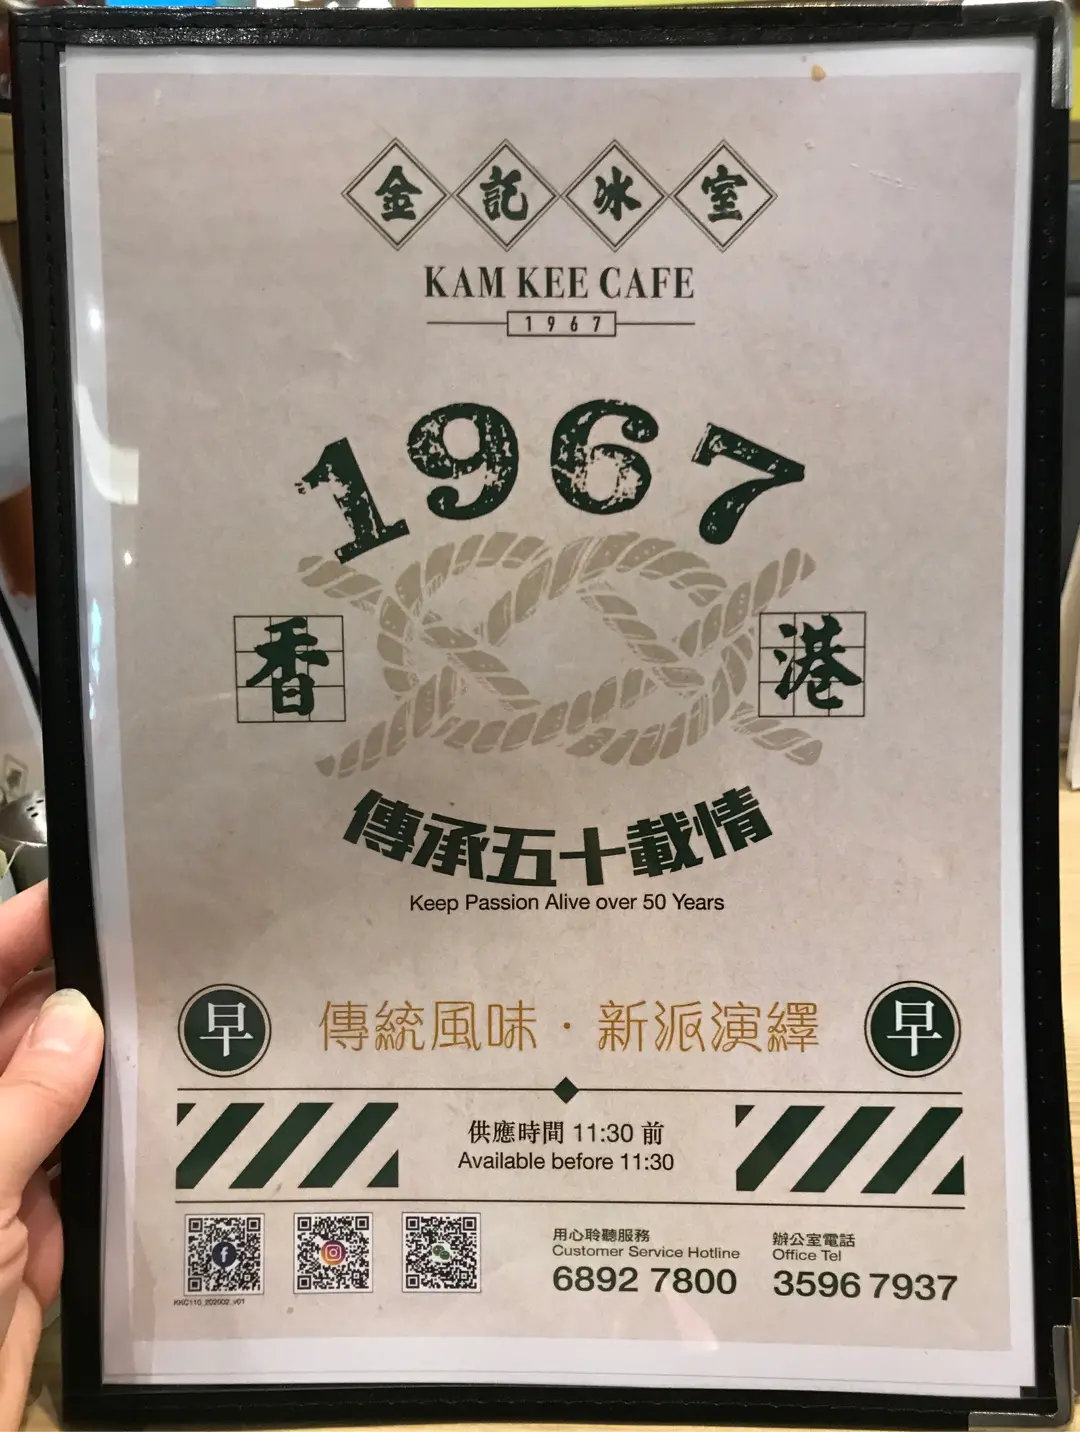 金記冰室
KAM KEE CAFE
1967
1967
香港
傳承五十載情
Keep Passion Alive over 50 Years
早 傳統風味·新派演繹 早
供應時間 11:30 前
Available before 11:30
用心聆聽服務
Customer Service Hotline
6892 7800
辦公室電話
Office Tel
3596 7937
KKC110_202002_v01